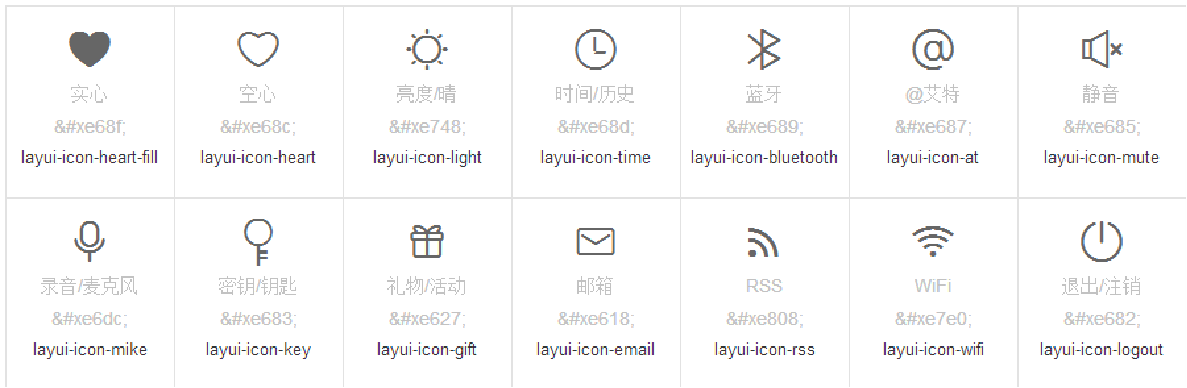 实心
&#xe68f;
layui-icon-heart-fill
空心
&#xe68c;
layui-icon-heart
亮度/晴
&#xe748;
layui-icon-light
时间/历史
&#xe68d;
layui-icon-time
蓝牙
&#xe689;
layui-icon-bluetooth
@艾特
&#xe687;
layui-icon-at
静音
&#xe685;
layui-icon-mute
录音/麦克风
&#xe6dc;
layui-icon-mike
密钥/钥匙
&#xe683;
layui-icon-key
礼物/活动
&#xe627;
layui-icon-gift
邮箱
&#xe618;
layui-icon-email
RSS
&#xe808;
layui-icon-rss
WiFi
&#xe7e0;
layui-icon-wifi
退出/注销
&#xe682;
layui-icon-logout